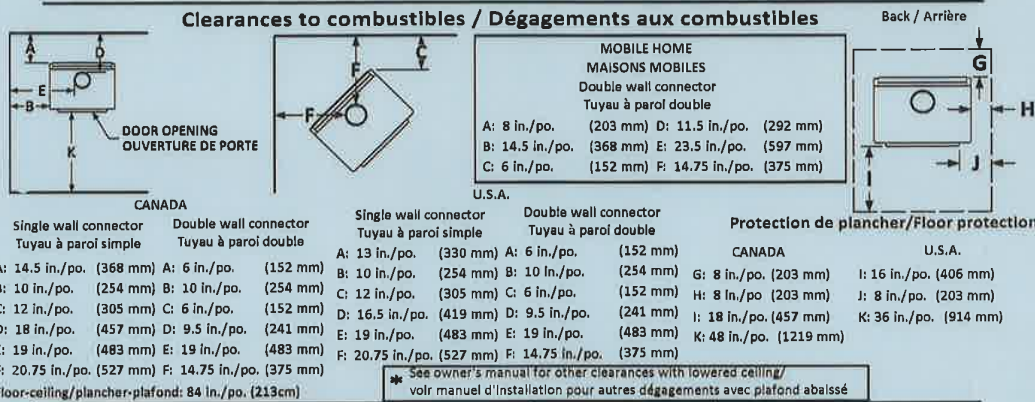 Clearances to combustibles / Dégagements aux combustibles
Back / Arrière
A
D
E
B
K
DOOR OPENING
OUVERTURE DE PORTE
F
C
F
MOBILE HOME
MAISONS MOBILES
Double wall connector
Tuyau à paroi double
A: 8 in./po. (203 mm) D: 11.5 in./po. (292 mm)
B: 14.5 in./po. (368 mm) E: 23.5 in./po. (597 mm)
C: 6 in./po. (152 mm) F: 14.75 in./po. (375 mm)
G
H
I
J
CANADA
Single wall connector
Tuyau à paroi simple
A: 14.5 in./po. (368 mm)
B: 10 in./po. (254 mm)
C: 12 in./po. (305 mm)
D: 18 in./po. (457 mm)
E: 19 in./po. (483 mm)
F: 20.75 in./po. (527 mm)
Double wall connector
Tuyau à paroi double
A: 6 in./po. (152 mm)
B: 10 in./po. (254 mm)
C: 6 in./po. (152 mm)
D: 9.5 in./po. (241 mm)
E: 19 in./po. (483 mm)
F: 14.75 in./po. (375 mm)
U.S.A.
Single wall connector
Tuyau à paroi simple
A: 13 in./po. (330 mm)
B: 10 in./po. (254 mm)
C: 12 in./po. (305 mm)
D: 16.5 in./po. (419 mm)
E: 19 in./po. (483 mm)
F: 20.75 in./po. (527 mm)
Double wall connector
Tuyau à paroi double
A: 6 in./po. (152 mm)
B: 10 in./po. (254 mm)
C: 6 in./po. (152 mm)
D: 9.5 in./po. (241 mm)
E: 19 in./po. (483 mm)
F: 14.75 in./po. (375 mm)
Protection de plancher/Floor protection
CANADA
G: 8 in./po. (203 mm)
H: 8 in./po (203 mm)
I: 18 in./po. (457 mm)
K: 48 in./po. (1219 mm)
U.S.A.
I: 16 in./po. (406 mm)
J: 8 in./po. (203 mm)
K: 36 in./po. (914 mm)
Floor-ceiling/plancher-plafond: 84 in./po. (213cm)
* See owner's manual for other clearances with lowered ceiling/
voir manuel d'installation pour autres dégagements avec plafond abaissé